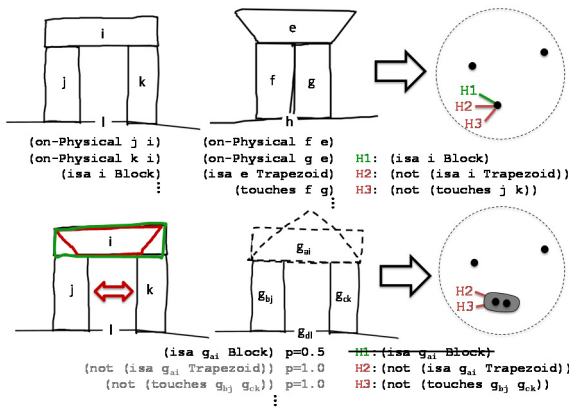 i
j
k
l
e
f
g
h
H1
H2
H3
(on-Physical j i)
(on-Physical k i)
(isa i Block)
⋮
(on-Physical f e)
(on-Physical g e)
(isa e Trapezoid)
(touches f g)
⋮
H1: (isa i Block)
H2: (not (isa i Trapezoid))
H3: (not (touches j k))
i
j
k
l
gai
gbj
gck
gdl
H2
H3
(isa gai Block) p=0.5
(not (isa gai Trapezoid)) p=1.0
(not (touches gbj gck)) p=1.0
⋮
H1:(isa gai Block)
H2:(not (isa gai Trapezoid)
H3:(not (touches gbj gck)